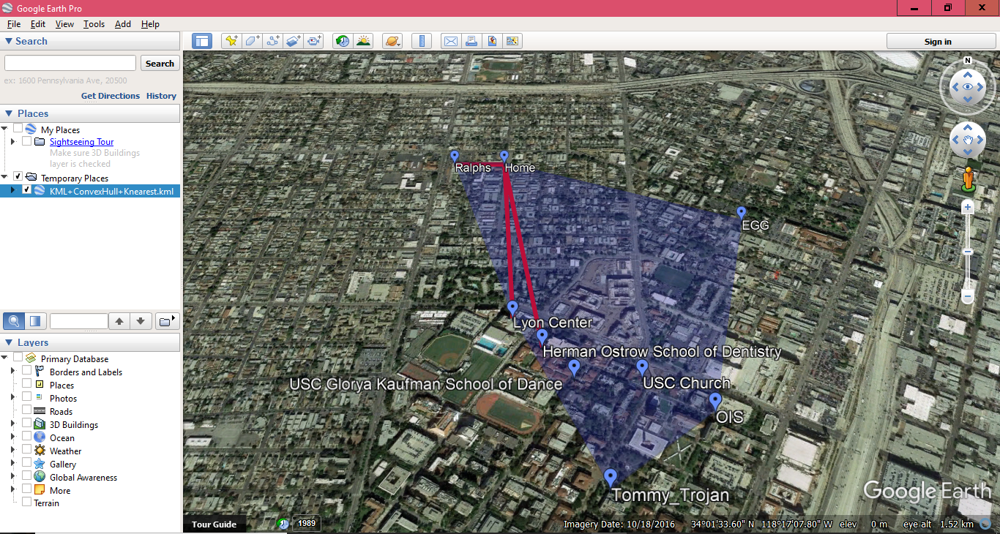 Google Earth Pro
File Edit View Tools Add Help
Search
Search
ex: 1600 Pennsylvania Ave, 20500
Get Directions History
Places
My Places
Sightseeing Tour
Make sure 3D Buildings
layer is checked
Temporary Places
KML+ConvexHull+Knearest.kml
Layers
Primary Database
Borders and Labels
Places
Photos
Roads
3D Buildings
Ocean
Weather
Gallery
Global Awareness
More
Terrain
Sign in
N
Ralphs
Home
EGG
Lyon Center
Herman Ostrow School of Dentistry
USC Glorya Kaufman School of Dance
USC Church
OIS
Tommy_Trojan
Google Earth
Tour Guide
1989
Imagery Date: 10/18/2016 34°01'33.60" N 118°17'07.80" W elev 0 m eye alt 1.52 km